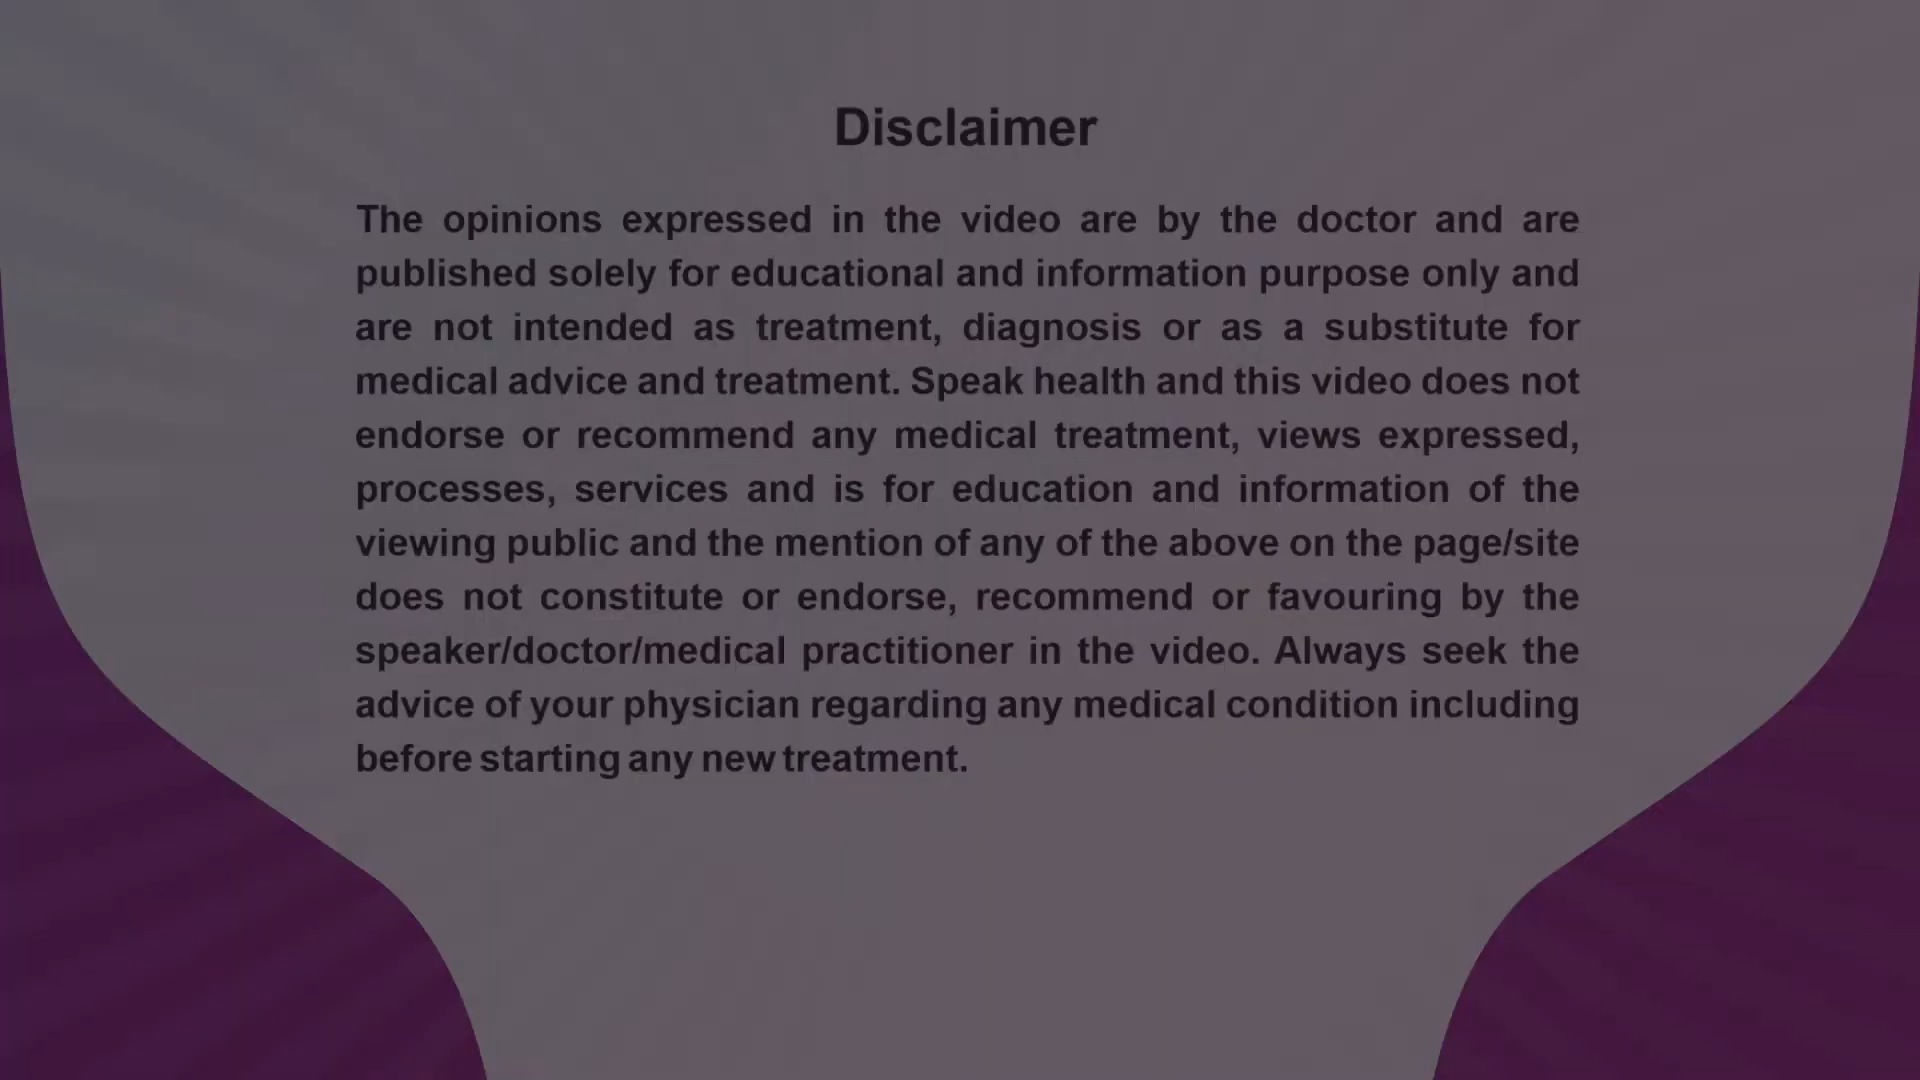 Disclaimer
The opinions expressed in the video are by the doctor and are
published solely for educational and information purpose only and
are not intended as treatment, diagnosis or as a substitute for
medical advice and treatment. Speak health and this video does not
endorse or recommend any medical treatment, views expressed,
processes, services and is for education and information of the
viewing public and the mention of any of the above on the page/site
does not constitute or endorse, recommend or favouring by the
speaker/doctor/medical practitioner in the video. Always seek the
advice of your physician regarding any medical condition including
before starting any new treatment.